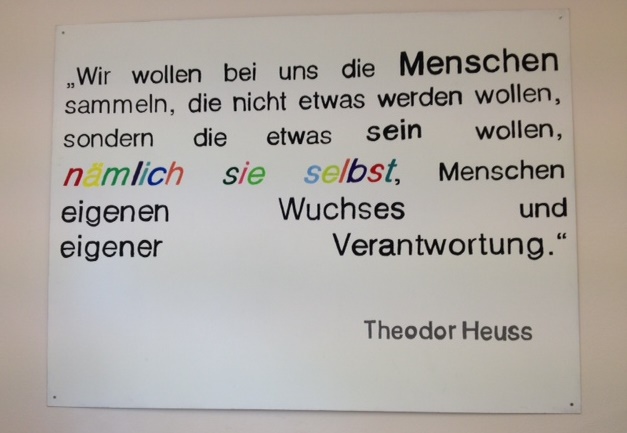 „Wir wollen bei uns die Menschen
sammeln, die nicht etwas werden wollen,
sondern die etwas sein wollen,
nämlich sie selbst, Menschen
eigenen Wuchses und
eigener Verantwortung.“
Theodor Heuss